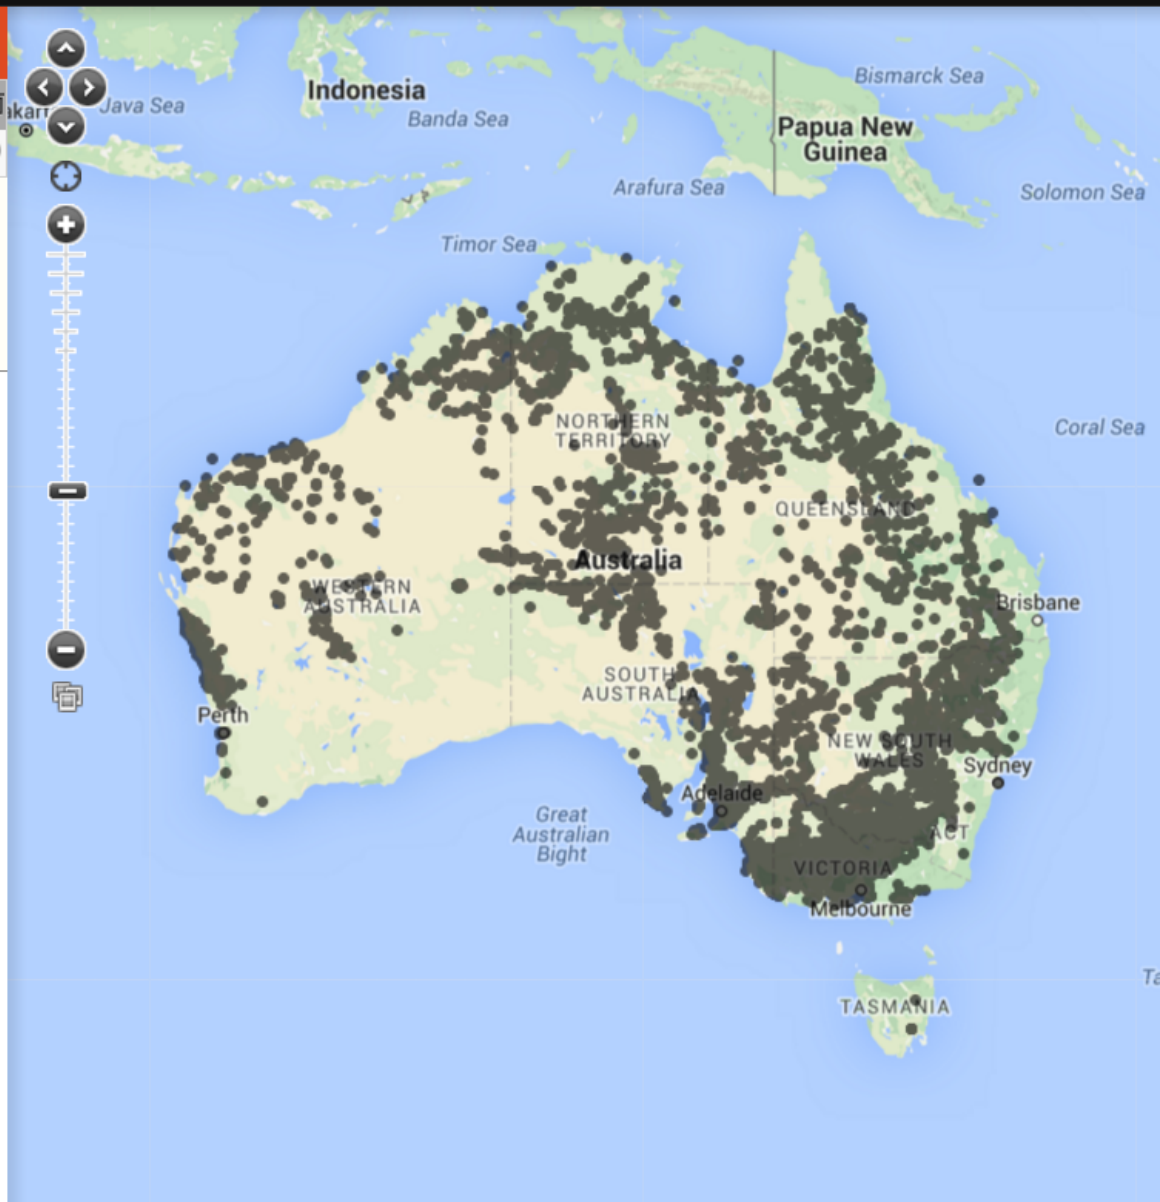 Indonesia
Bismarck Sea
Java Sea
akart
Banda Sea
Papua New
Guinea
Arafura Sea
Solomon Sea
Timor Sea
NORTHERN
TERRITORY
Coral Sea
QUEENSLAND
Australia
WESTERN
AUSTRALIA
Brisbane
SOUTH
AUSTRALIA
Perth
NEW SOUTH
WALES
Sydney
Adelaide
Great
Australian
Bight
ACT
VICTORIA
Melbourne
Ta
TASMANIA